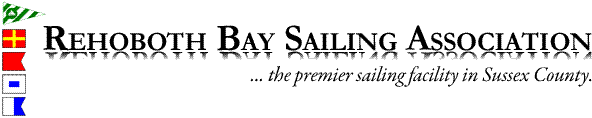 Rehoboth Bay Sailing Association
... the premier sailing facility in Sussex County.